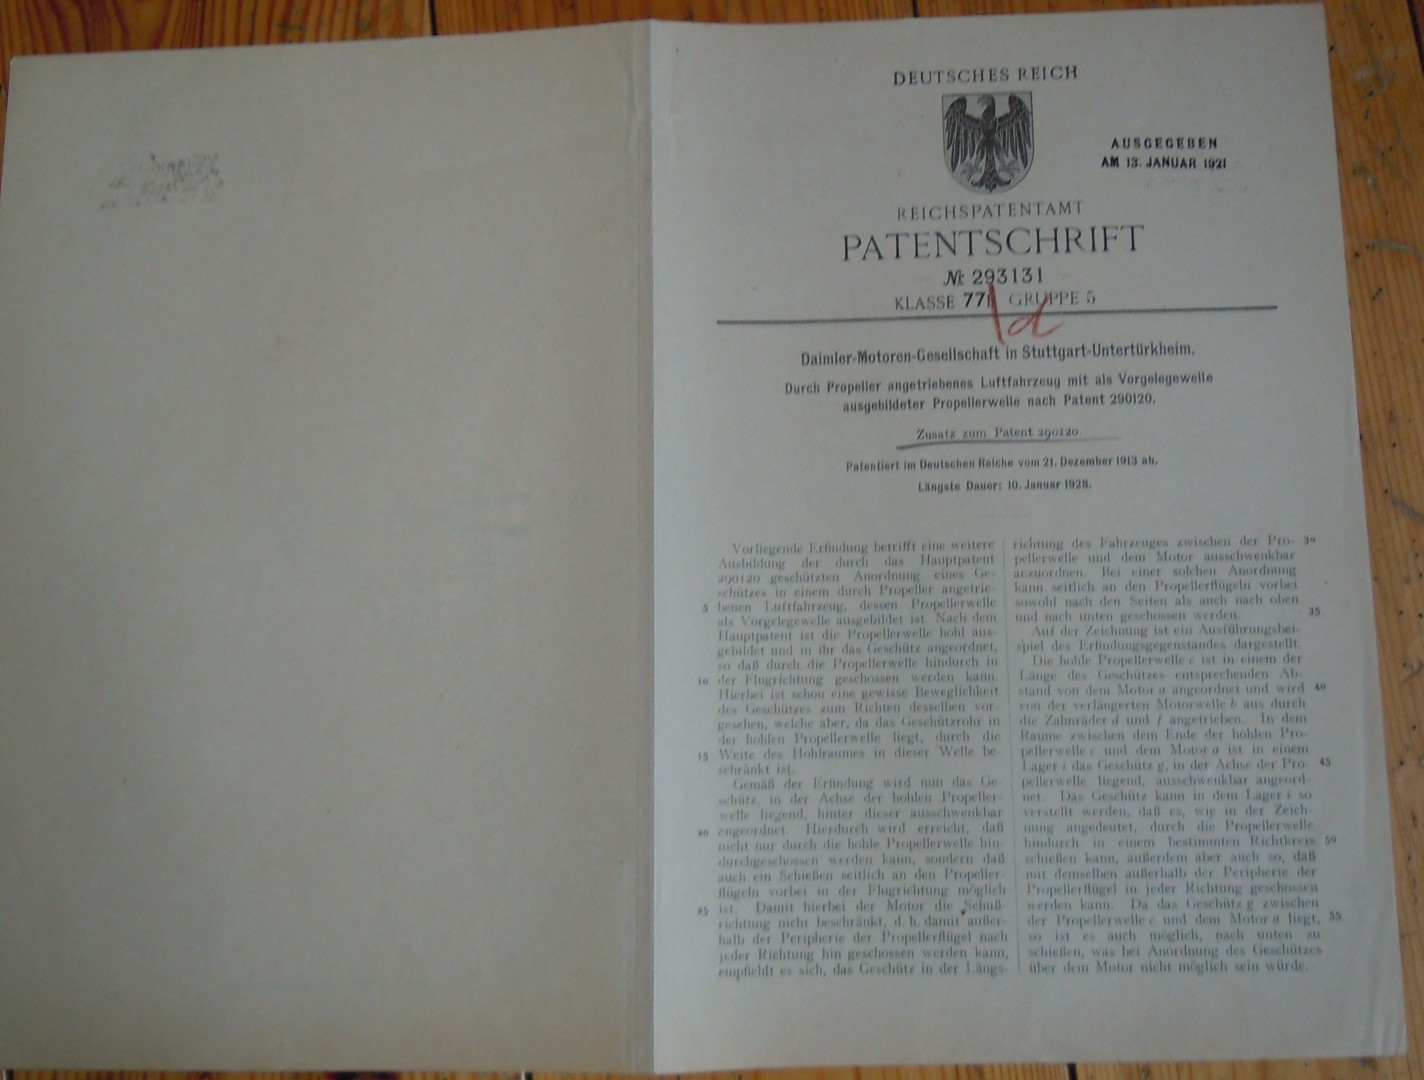 DEUTSCHES REICH
AUSGEGEBEN
AM 13. JANUAR 1921
REICHSPATENTAMT
PATENTSCHRIFT
№ 293131
KLASSE 77 GRUPPE 5
d
Daimler-Motoren-Gesellschaft in Stuttgart-Untertürkheim.
Durch Propeller angetriebenes Luftfahrzeug mit als Vorgelegewelle
ausgebildeter Propellerwelle nach Patent 290120.
Zusatz zum Patent 290120.
Patentiert im Deutschen Reiche vom 21. Dezember 1913 ab.
Längste Dauer: 10. Januar 1928.
Vorliegende Erfindung betrifft eine weitere
Ausbildung der durch das Hauptpatent
290120 geschützten Anordnung eines Ge-
schützes in einem durch Propeller angetrie-
5 benen Luftfahrzeug, dessen Propellerwelle
als Vorgelegewelle ausgebildet ist. Nach dem
Hauptpatent ist die Propellerwelle hohl aus-
gebildet und in ihr das Geschütz angeordnet,
so daß durch die Propellerwelle hindurch in
10 der Flugrichtung geschossen werden kann.
Hierbei ist schon eine gewisse Beweglichkeit
des Geschützes zum Richten desselben vor-
gesehen, welche aber, da das Geschützrohr in
der hohlen Propellerwelle liegt, durch die
15 Weite des Hohlraumes in dieser Welle be-
schränkt ist.
Gemäß der Erfindung wird nun das Ge-
schütz, in der Achse der hohlen Propeller-
welle liegend, hinter dieser ausschwenkbar
20 angeordnet. Hierdurch wird erreicht, daß
nicht nur durch die hohle Propellerwelle hin-
durchgeschossen werden kann, sondern daß
auch ein Schießen seitlich an den Propeller-
flügeln vorbei in der Flugrichtung möglich
25 ist. Damit hierbei der Motor die Schuß-
richtung nicht beschränkt, d. h. damit außer-
halb der Peripherie der Propellerflügel nach
jeder Richtung hin geschossen werden kann,
empfiehlt es sich, das Geschütz in der Längs-
richtung des Fahrzeuges zwischen der Pro- 30
pellerwelle und dem Motor ausschwenkbar
anzuordnen. Bei einer solchen Anordnung
kann seitlich an den Propellerflügeln vorbei
sowohl nach den Seiten als auch nach oben
und nach unten geschossen werden. 35
Auf der Zeichnung ist ein Ausführungsbei-
spiel des Erfindungsgegenstandes dargestellt.
Die hohle Propellerwelle c ist in einem der
Länge des Geschützes entsprechenden Ab-
stand von dem Motor a angeordnet und wird 40
von der verlängerten Motorwelle b aus durch
die Zahnräder d und f angetrieben. In dem
Raume zwischen dem Ende der hohlen Pro-
pellerwelle c und dem Motor a ist in einem
Lager i das Geschütz g, in der Achse der Pro- 45
pellerwelle liegend, ausschwenkbar angeord-
net. Das Geschütz kann in dem Lager i so
verstellt werden, daß es, wie in der Zeich-
nung angedeutet, durch die Propellerwelle
hindurch in einem bestimmten Richtkreis 50
schießen kann, außerdem aber auch so, daß
mit demselben außerhalb der Peripherie der
Propellerflügel in jeder Richtung geschossen
werden kann. Da das Geschütz g zwischen
der Propellerwelle c und dem Motor a liegt, 55
so ist es auch möglich, nach unten zu
schießen, was bei Anordnung des Geschützes
über dem Motor nicht möglich sein würde.